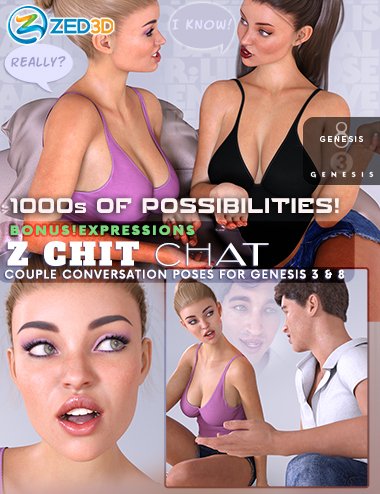 ZED3D
I KNOW!
REALLY?
8
GENESIS
3
GENESIS
1000s OF POSSIBILITIES!
BONUS!EXPRESSIONS
Z CHIT CHAT
COUPLE CONVERSATION POSES FOR GENESIS 3 & 8